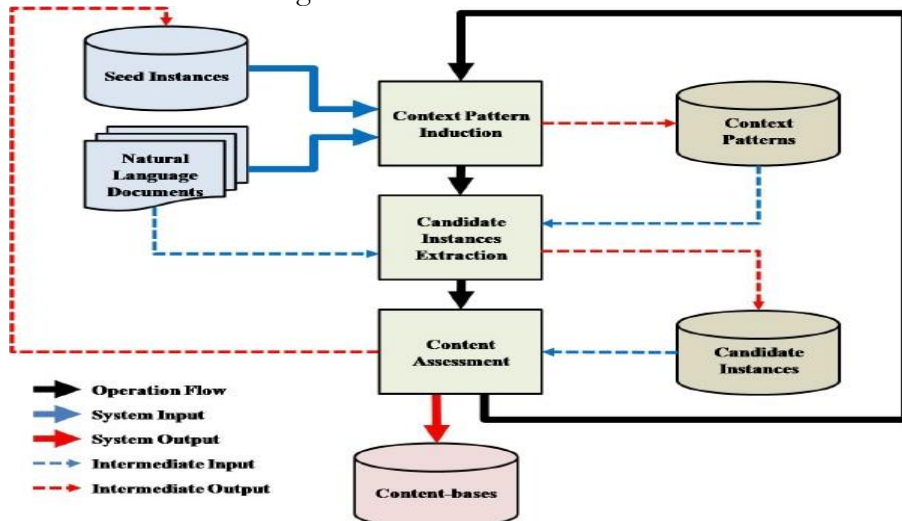 Seed Instances
Natural
Language
Documents
Context Pattern
Induction
Context
Patterns
Candidate
Instances
Extraction
Content
Assessment
Candidate
Instances
Operation Flow
System Input
System Output
Intermediate Input
Intermediate Output
Content-bases